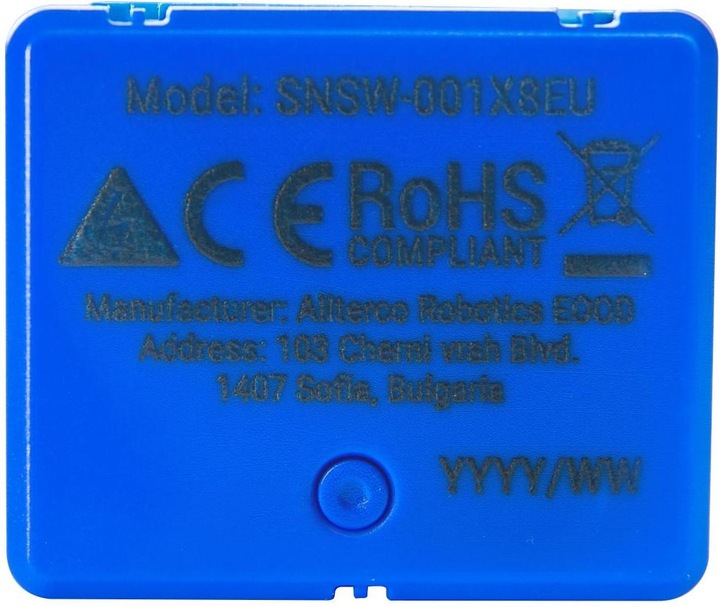 Model: SNSW-001X8EU
CE RoHS
COMPLIANT
Manufacturer: Allterco Robotics EOOD
Address: 103 Cherni vrah Blvd.
1407 Sofia, Bulgaria
YYYY/WW